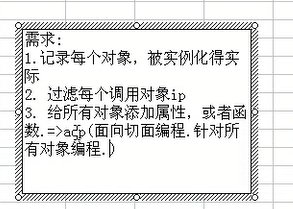 需求:
1.记录每个对象，被实例化得实
际
2. 过滤每个调用对象ip
3. 给所有对象添加属性，或者函
数.=>aop(面向切面编程.针对所
有对象编程.)